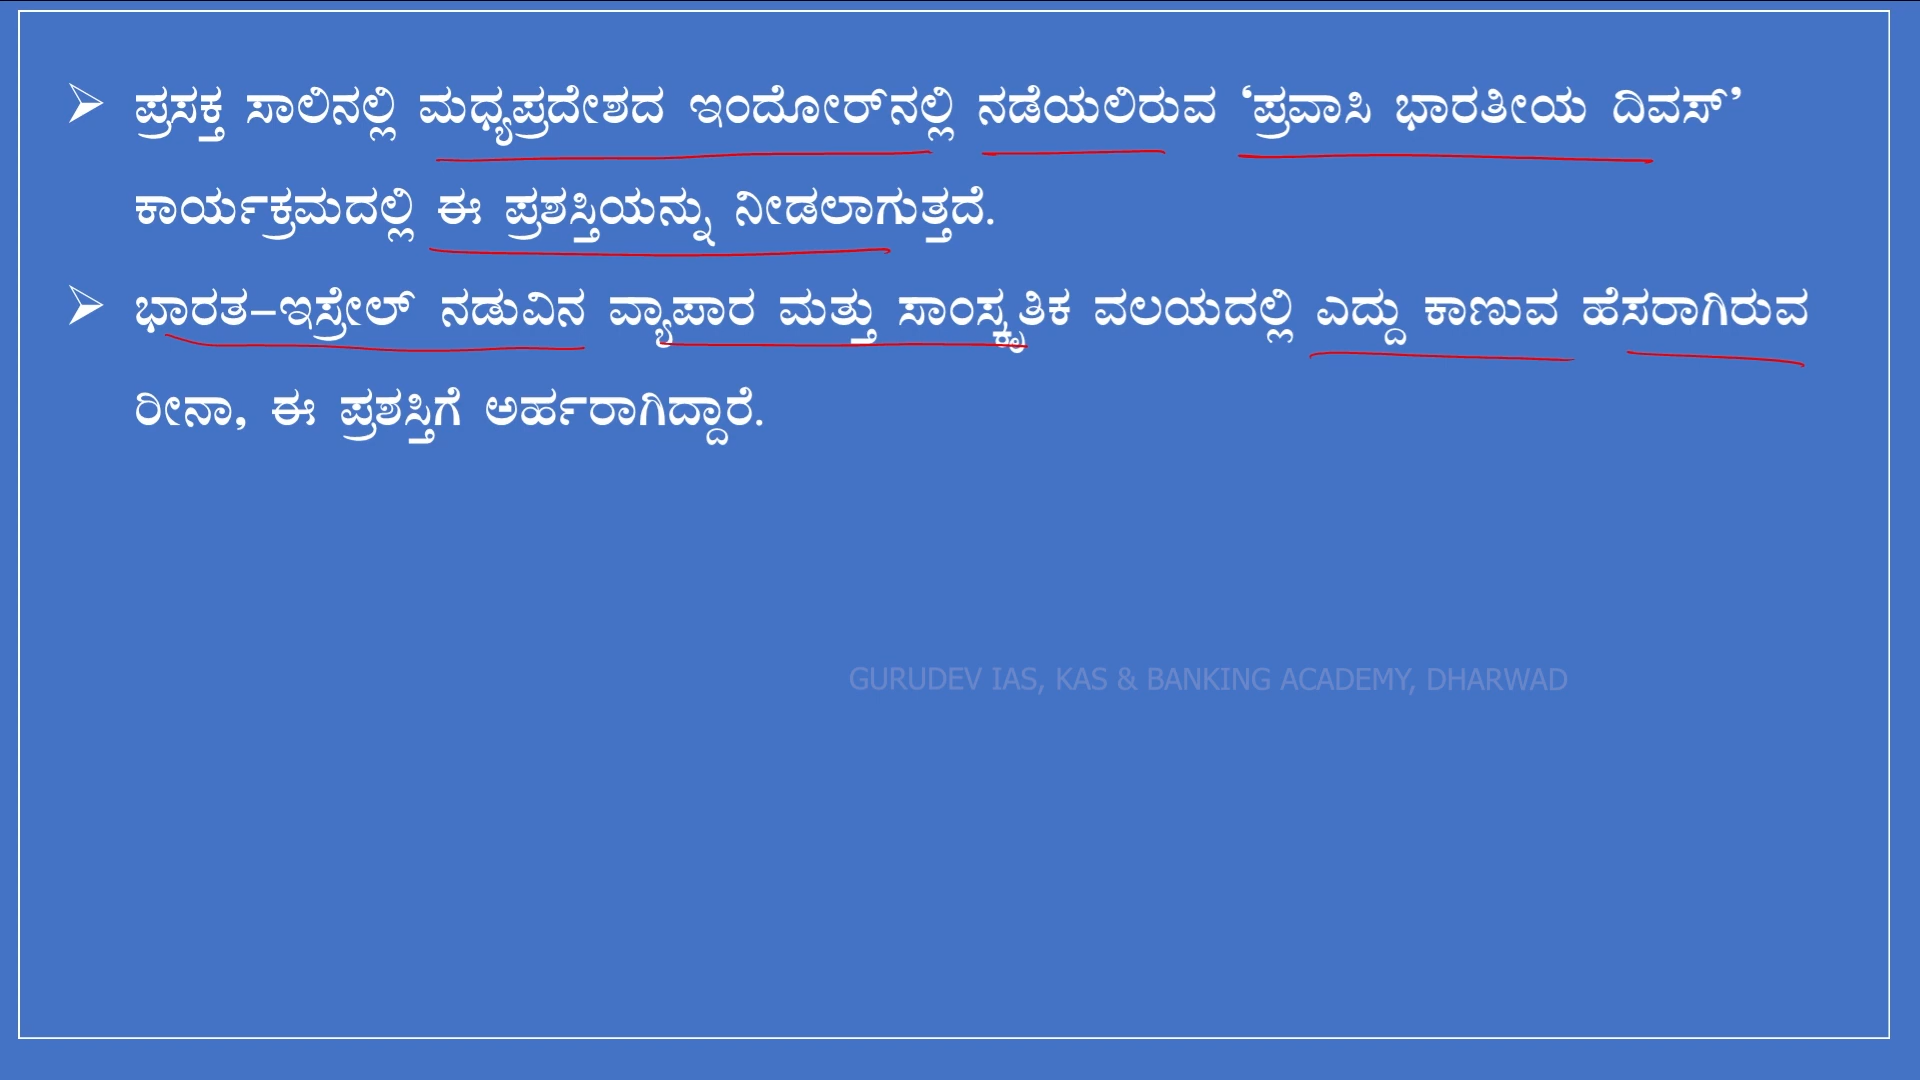 ➢ ಪ್ರಸಕ್ತ ಸಾಲಿನಲ್ಲಿ ಮಧ್ಯಪ್ರದೇಶದ ಇಂದೋರ್‌ನಲ್ಲಿ ನಡೆಯಲಿರುವ ‘ಪ್ರವಾಸಿ ಭಾರತೀಯ ದಿವಸ್’
ಕಾರ್ಯಕ್ರಮದಲ್ಲಿ ಈ ಪ್ರಶಸ್ತಿಯನ್ನು ನೀಡಲಾಗುತ್ತದೆ.
➢ ಭಾರತ–ಇಸ್ರೇಲ್ ನಡುವಿನ ವ್ಯಾಪಾರ ಮತ್ತು ಸಾಂಸ್ಕೃತಿಕ ವಲಯದಲ್ಲಿ ಎದ್ದು ಕಾಣುವ ಹೆಸರಾಗಿರುವ
ರೀನಾ, ಈ ಪ್ರಶಸ್ತಿಗೆ ಅರ್ಹರಾಗಿದ್ದಾರೆ.
GURUDEV IAS, KAS & BANKING ACADEMY, DHARWAD